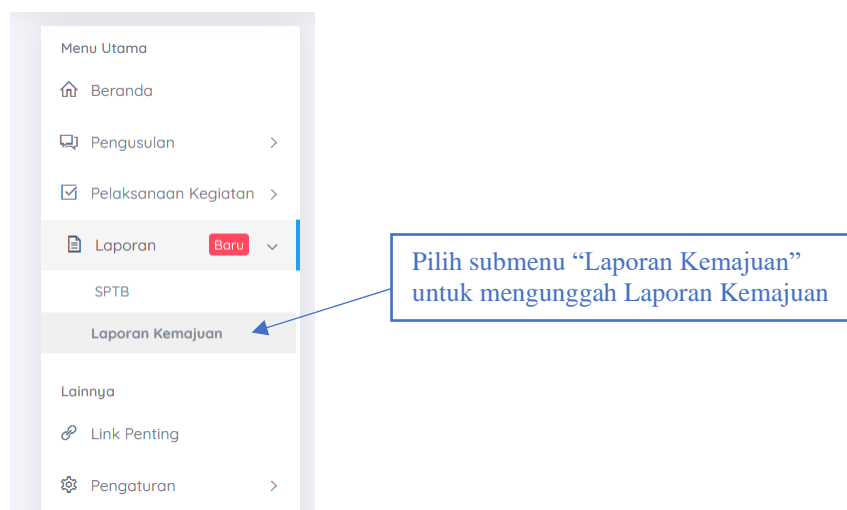 Menu Utama
Beranda
Pengusulan
Pelaksanaan Kegiatan
Laporan Baru
SPTB
Laporan Kemajuan
Lainnya
Link Penting
Pengaturan
Pilih submenu “Laporan Kemajuan”
untuk mengunggah Laporan Kemajuan